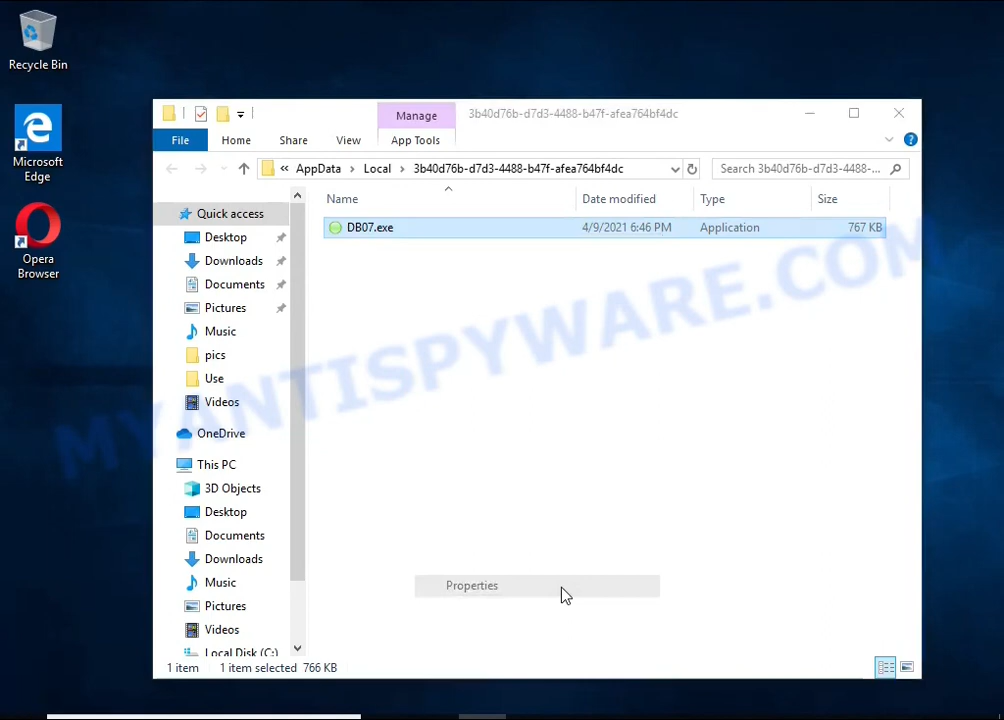 Recycle Bin
Microsoft
Edge
Opera
Browser
Manage
3b40d76b-d7d3-4488-b47f-afea764bf4dc
File
Home
Share
View
App Tools
« AppData > Local > 3b40d76b-d7d3-4488-b47f-afea764bf4dc
Search 3b40d76b-d7d3-4488-...
Name
Date modified
Type
Size
DB07.exe
4/9/2021 6:46 PM
Application
767 KB
Quick access
Desktop
Downloads
Documents
Pictures
Music
pics
Use
Videos
OneDrive
This PC
3D Objects
Desktop
Documents
Downloads
Music
Pictures
Videos
Local Disk (C:)
Properties
1 item
1 item selected 766 KB
MYANTISPYWARE.COM